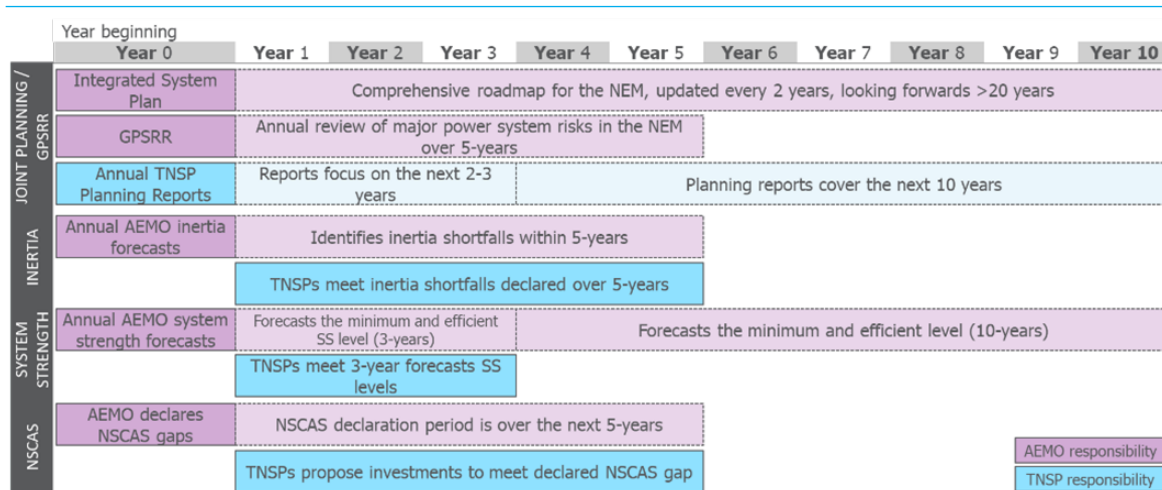 Year beginning
Year 0 Year 1 Year 2 Year 3 Year 4 Year 5 Year 6 Year 7 Year 8 Year 9 Year 10
JOINT PLANNING /
GPSRR
Integrated System
Plan
Comprehensive roadmap for the NEM, updated every 2 years, looking forwards >20 years
GPSRR
Annual review of major power system risks in the NEM
over 5-years
Annual TNSP
Planning Reports
Reports focus on the next 2-3
years
Planning reports cover the next 10 years
INERTIA
Annual AEMO inertia
forecasts
Identifies inertia shortfalls within 5-years
TNSPs meet inertia shortfalls declared over 5-years
SYSTEM
STRENGTH
Annual AEMO system
strength forecasts
Forecasts the minimum and efficient
SS level (3-years)
Forecasts the minimum and efficient level (10-years)
TNSPs meet 3-year forecasts SS
levels
NSCAS
AEMO declares
NSCAS gaps
NSCAS declaration period is over the next 5-years
TNSPs propose investments to meet declared NSCAS gap
AEMO responsibility
TNSP responsibility